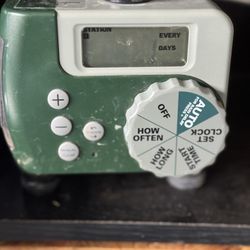 STATION
EVERY
DAYS
+
−
OFF
AUTO
SET
CLOCK
START
TIME
HOW
LONG
HOW
OFTEN